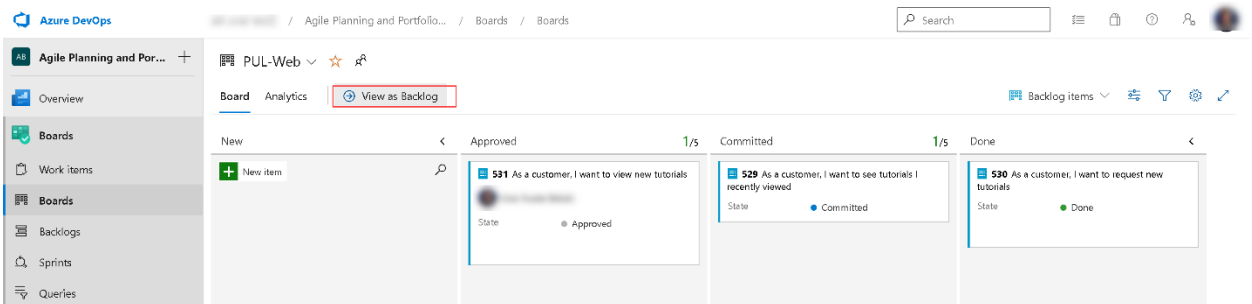 Azure DevOps
/ Agile Planning and Portfolio... / Boards / Boards
Search
AB Agile Planning and Por...
Overview
Boards
Work items
Boards
Backlogs
Sprints
Queries
PUL-Web
Board Analytics View as Backlog
Backlog items
New
New item
Approved 1/5
531 As a customer, I want to view new tutorials
State Approved
Committed 1/5
529 As a customer, I want to see tutorials I
recently viewed
State Committed
Done
530 As a customer, I want to request new
tutorials
State Done